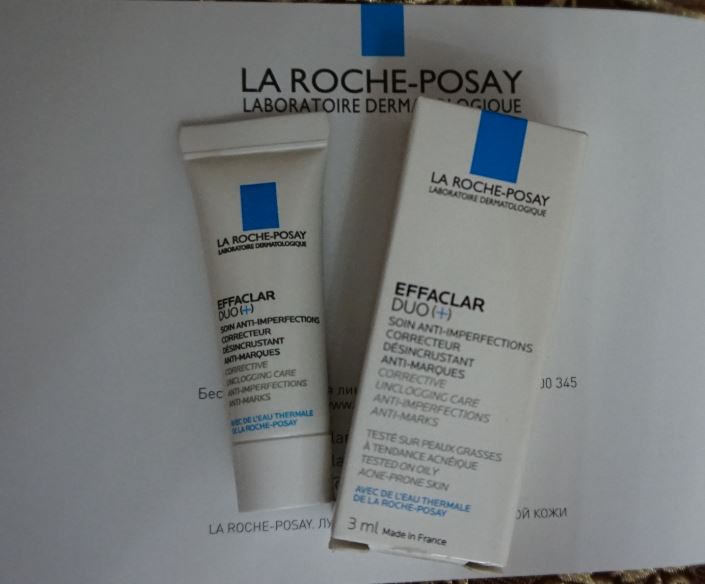 LA ROCHE-POSAY
LABORATOIRE DERMATOLOGIQUE
LA ROCHE-POSAY
LABORATOIRE DERMATOLOGIQUE
EFFACLAR
DUO(+)
SOIN ANTI-IMPERFECTIONS
CORRECTEUR
DÉSINCRUSTANT
ANTI-MARQUES
CORRECTIVE
UNCLOGGING CARE
ANTI-IMPERFECTIONS
ANTI-MARKS
AVEC DE L'EAU THERMALE
DE LA ROCHE-POSAY
LA ROCHE-POSAY
LABORATOIRE DERMATOLOGIQUE
EFFACLAR
DUO(+)
SOIN ANTI-IMPERFECTIONS
CORRECTEUR
DÉSINCRUSTANT
ANTI-MARQUES
CORRECTIVE
UNCLOGGING CARE
ANTI-IMPERFECTIONS
ANTI-MARKS
TESTÉ SUR PEAUX GRASSES
À TENDANCE ACNÉIQUE
TESTED ON OILY
ACNE-PRONE SKIN
AVEC DE L'EAU THERMALE
DE LA ROCHE-POSAY
3 ml Made in France
00 345
LA ROCHE-POSAY. КОЖИ